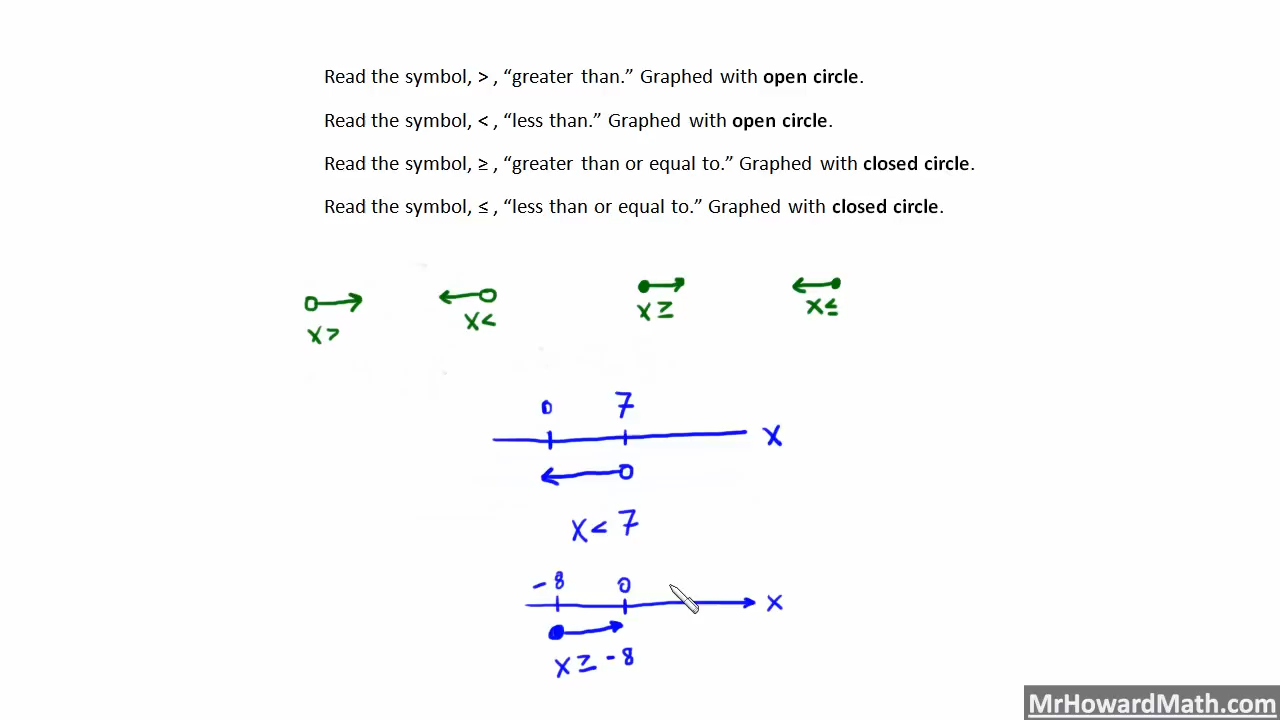 Read the symbol, > , “greater than.” Graphed with open circle.
Read the symbol, < , “less than.” Graphed with open circle.
Read the symbol, ≥ , “greater than or equal to.” Graphed with closed circle.
Read the symbol, ≤ , “less than or equal to.” Graphed with closed circle.
x > x < x ≥ x ≤
0 7
x
x < 7
-8 0
x
x ≥ -8
MrHowardMath.com